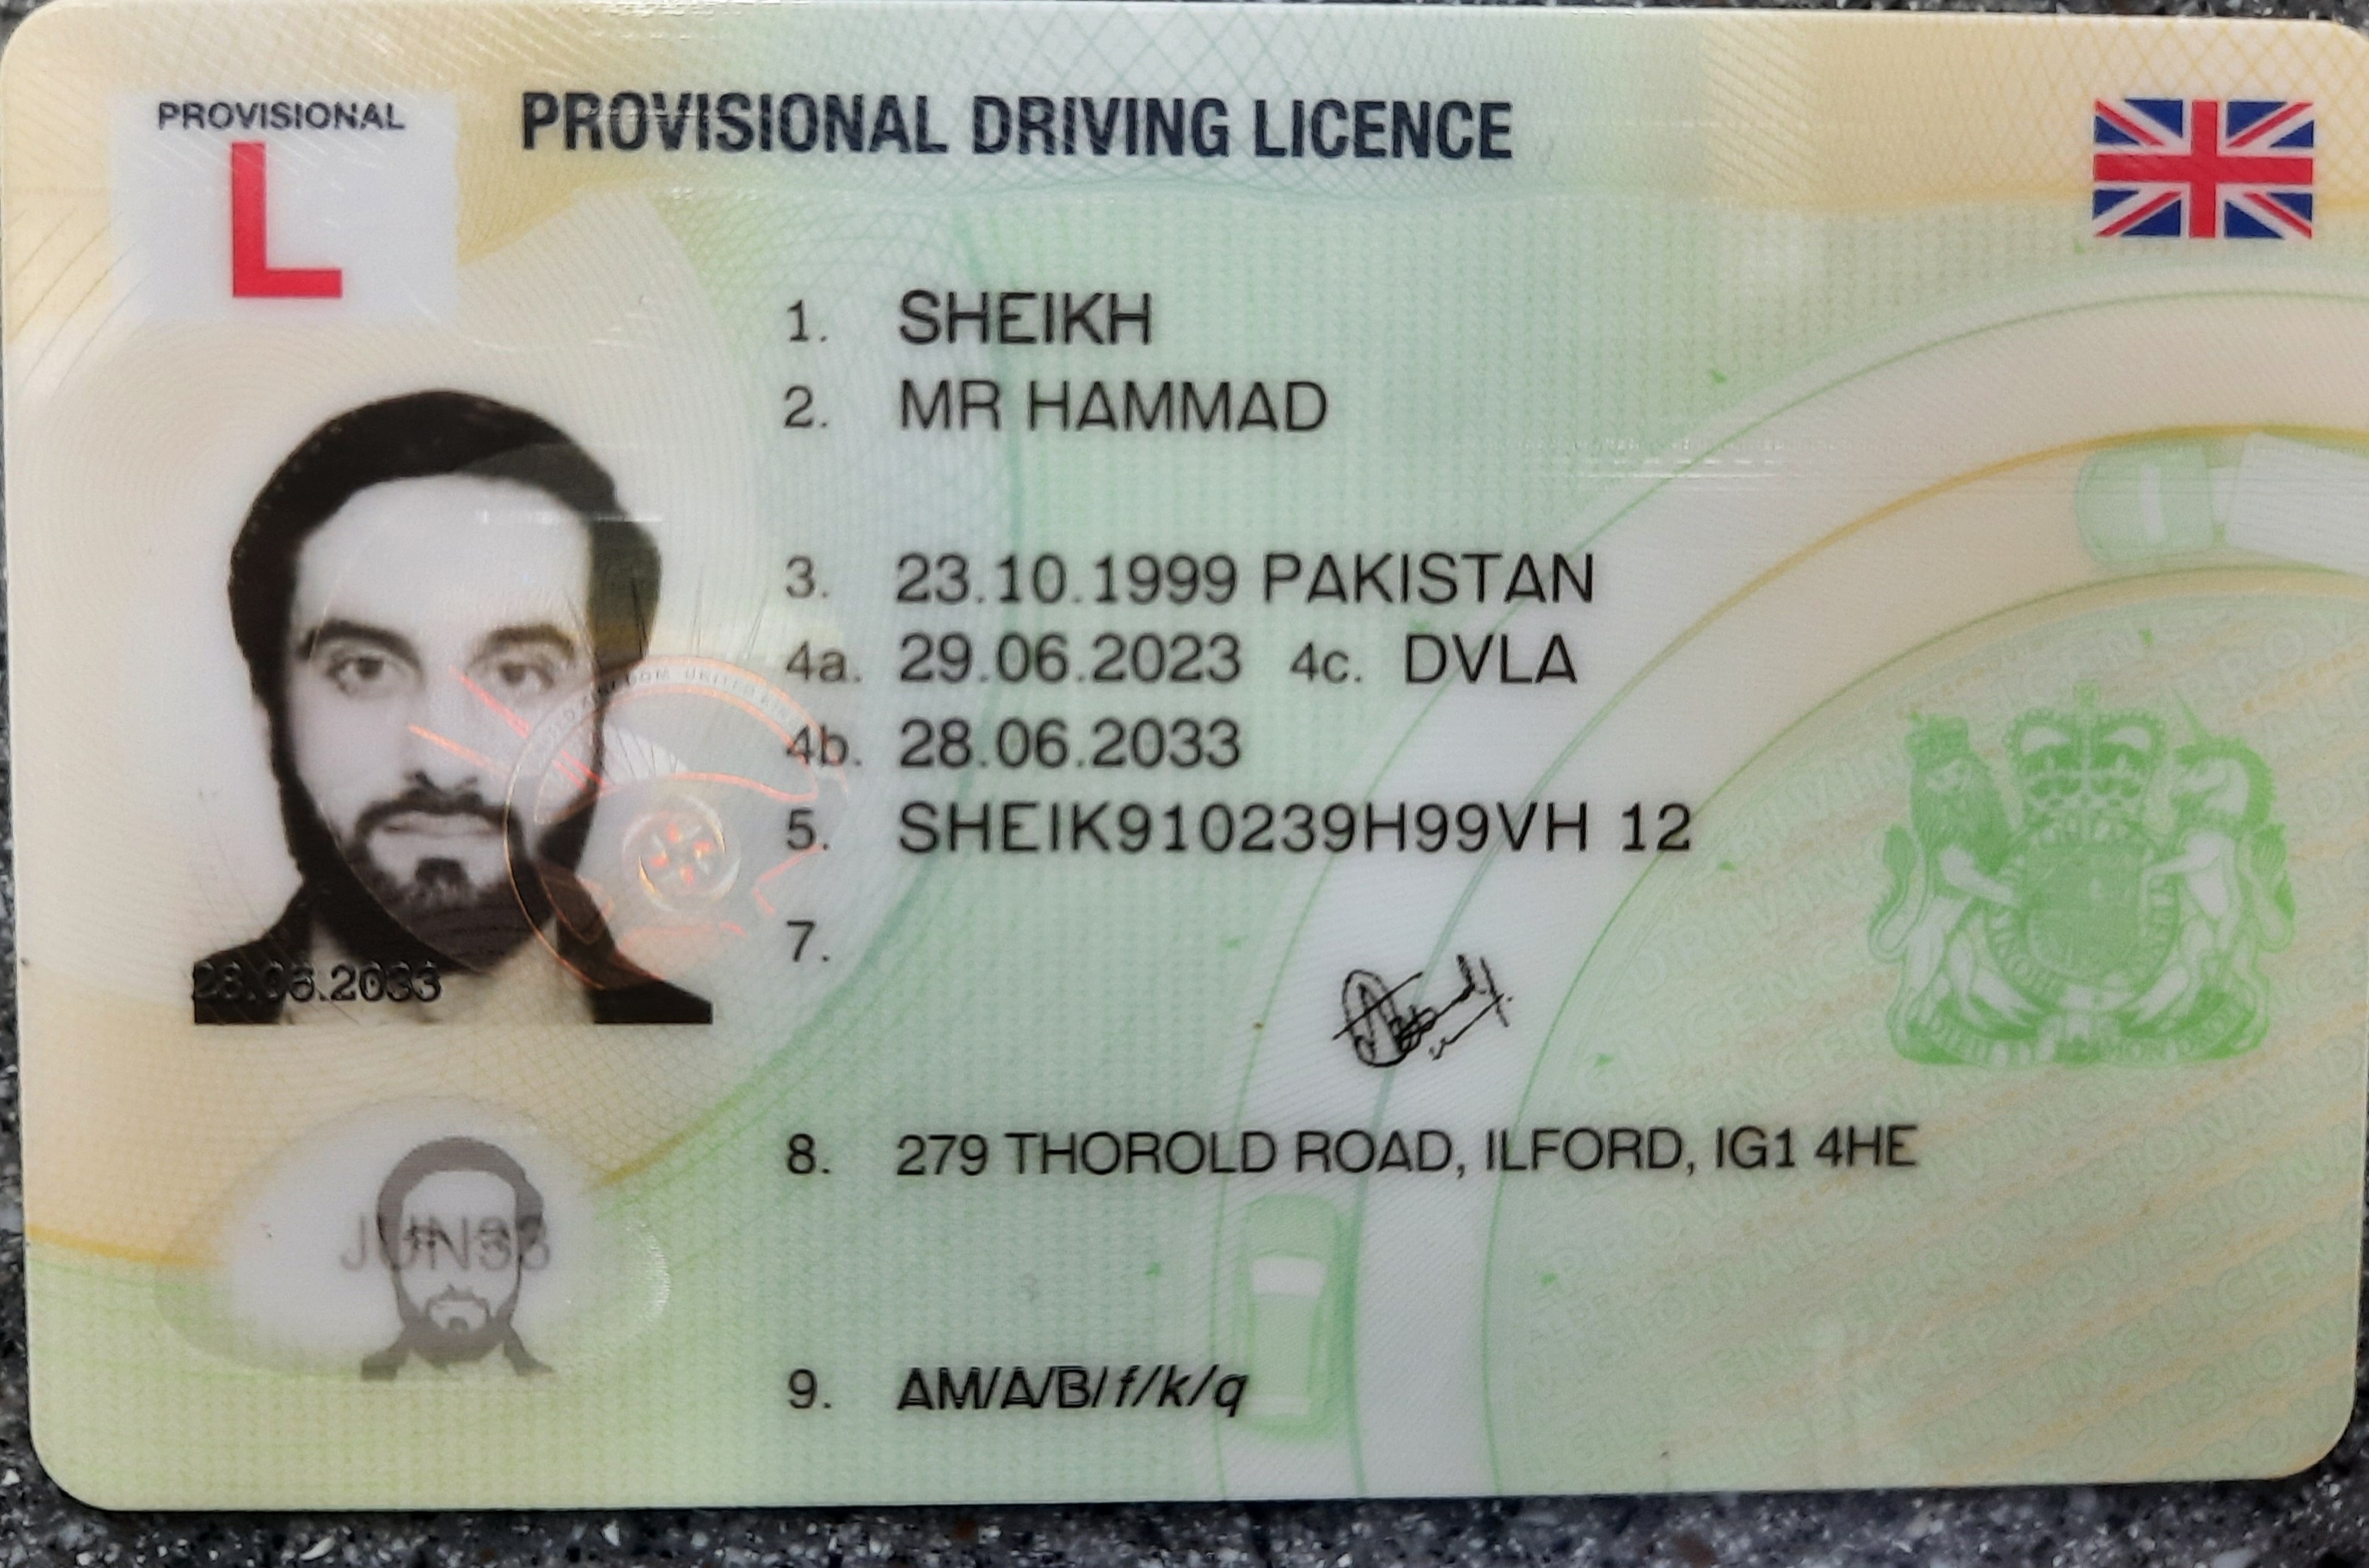 PROVISIONAL
L
PROVISIONAL DRIVING LICENCE
1. SHEIKH
2. MR HAMMAD
3. 23.10.1999 PAKISTAN
4a. 29.06.2023 4c. DVLA
4b. 28.06.2033
5. SHEIK910239H99VH 12
7.
28.06.2033
8. 279 THOROLD ROAD, ILFORD, IG1 4HE
JUN33
9. AM/A/B/f/k/q